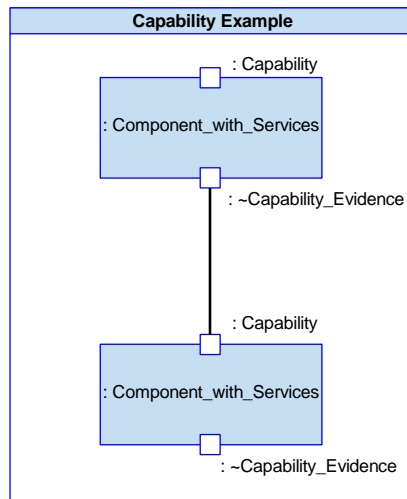 Capability Example
: Capability
: Component_with_Services
: ~Capability_Evidence
: Capability
: Component_with_Services
: ~Capability_Evidence